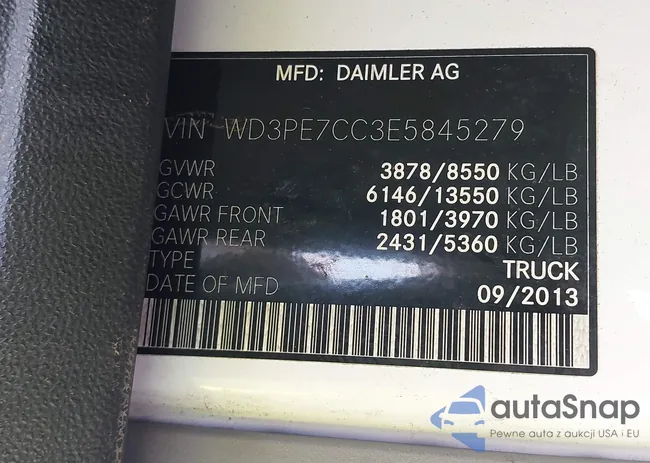 MFD: DAIMLER AG
VIN WD3PE7CC3E5845279
GVWR 3878/8550 KG/LB
GCWR 6146/13550 KG/LB
GAWR FRONT 1801/3970 KG/LB
GAWR REAR 2431/5360 KG/LB
TYPE TRUCK
DATE OF MFD 09/2013
autaSnap
Pewne auta z aukcji USA i EU